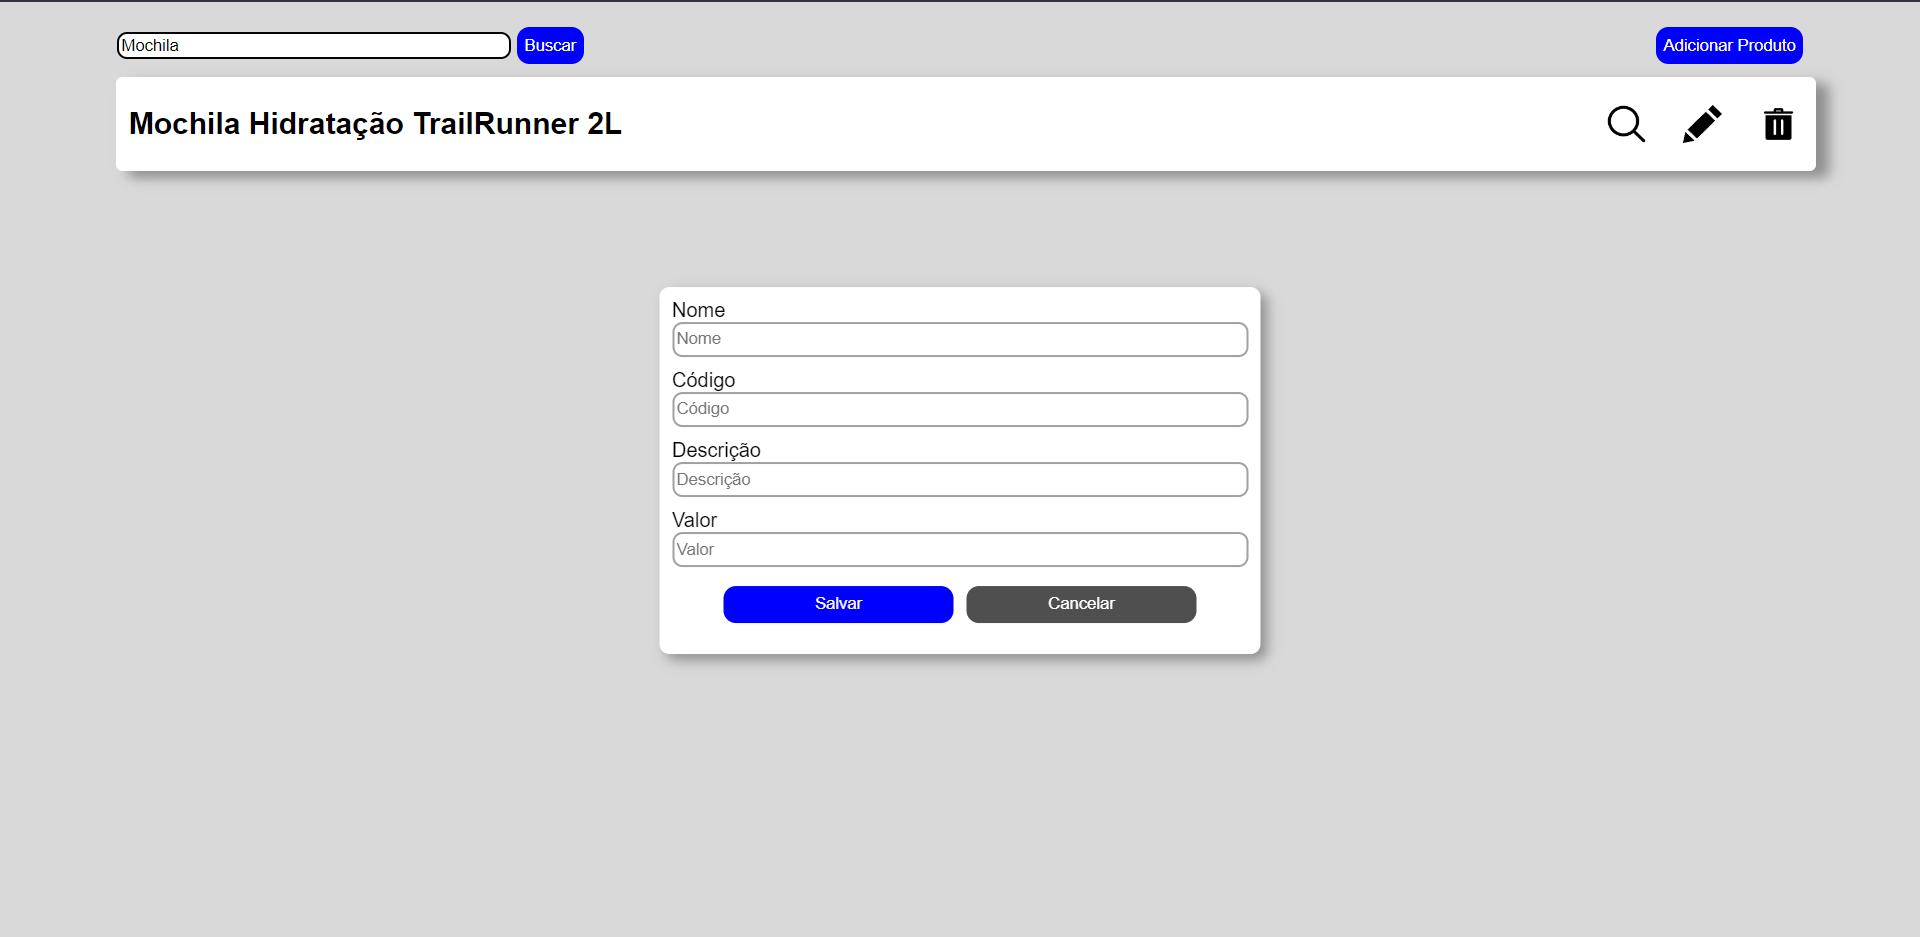 Mochila Buscar Adicionar Produto
Mochila Hidratação TrailRunner 2L
Nome
Nome
Código
Código
Descrição
Descrição
Valor
Valor
Salvar Cancelar